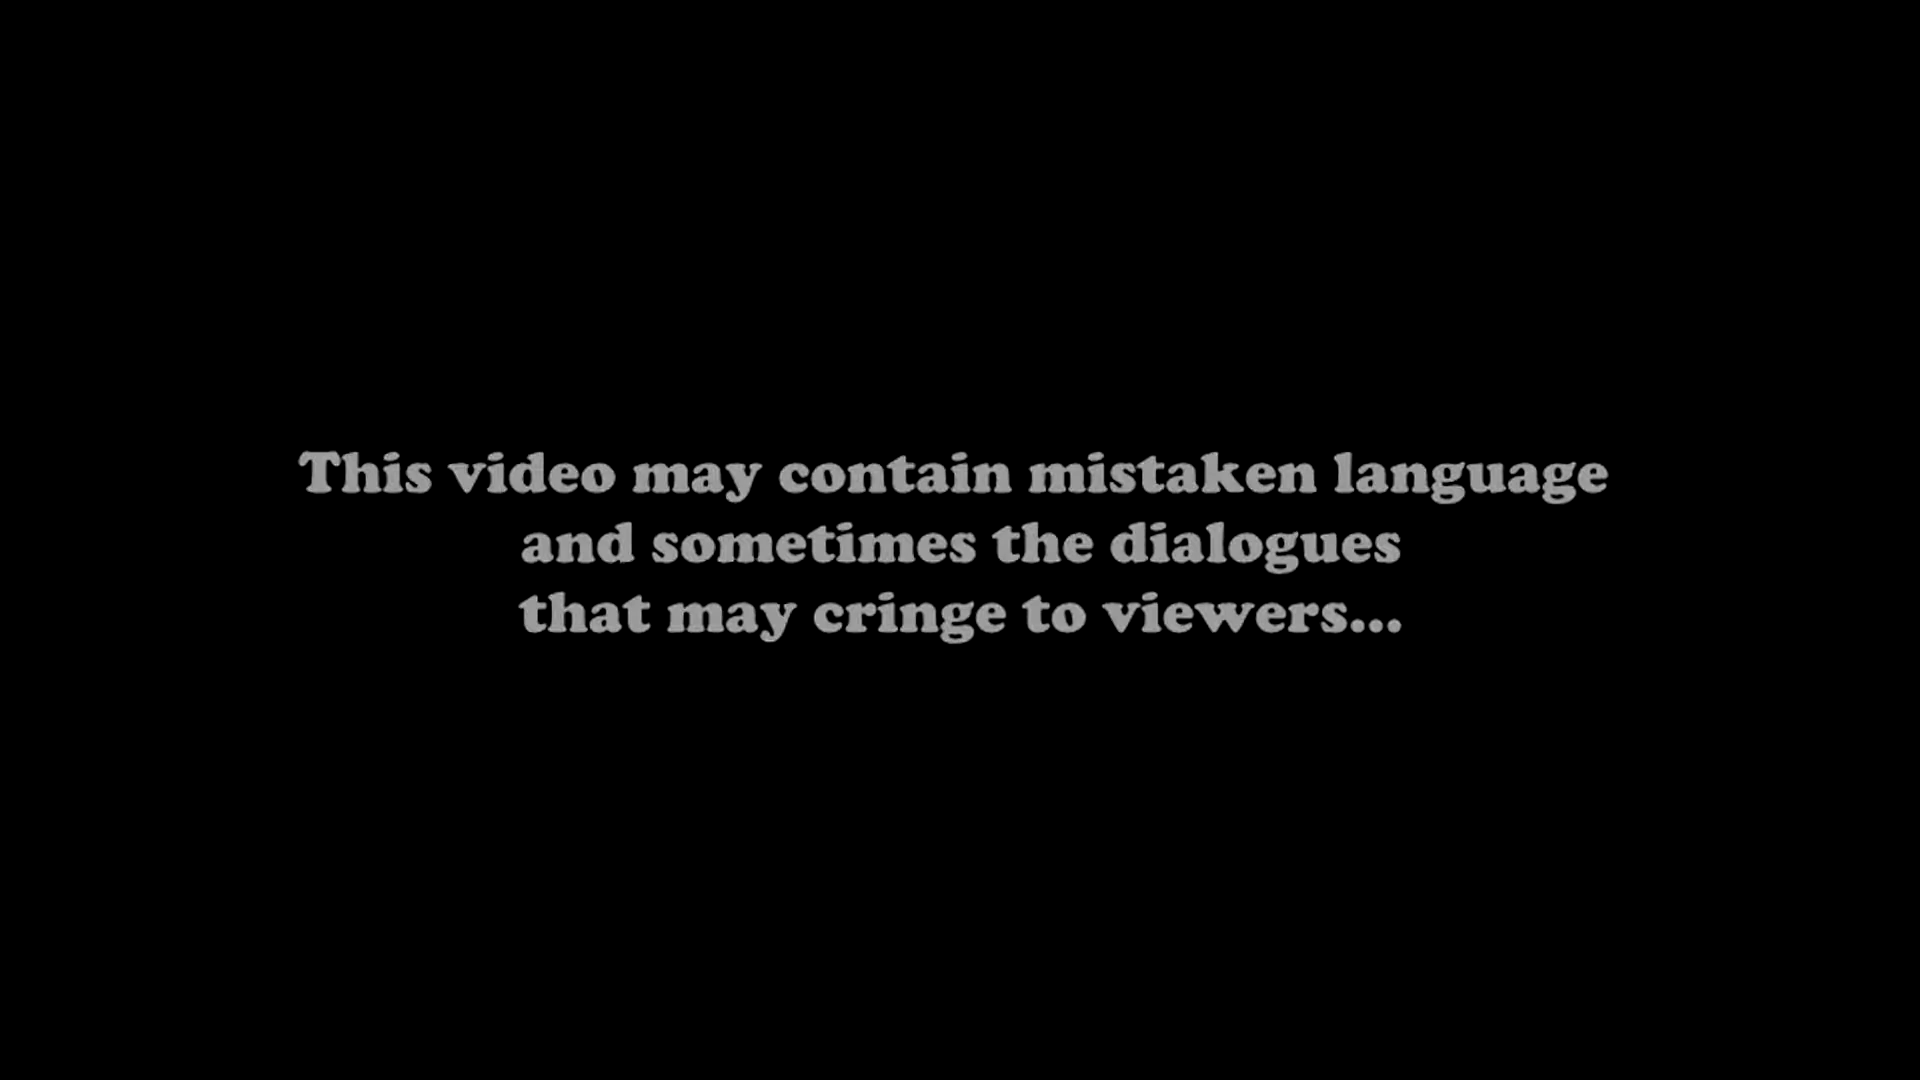 This video may contain mistaken language
and sometimes the dialogues
that may cringe to viewers...